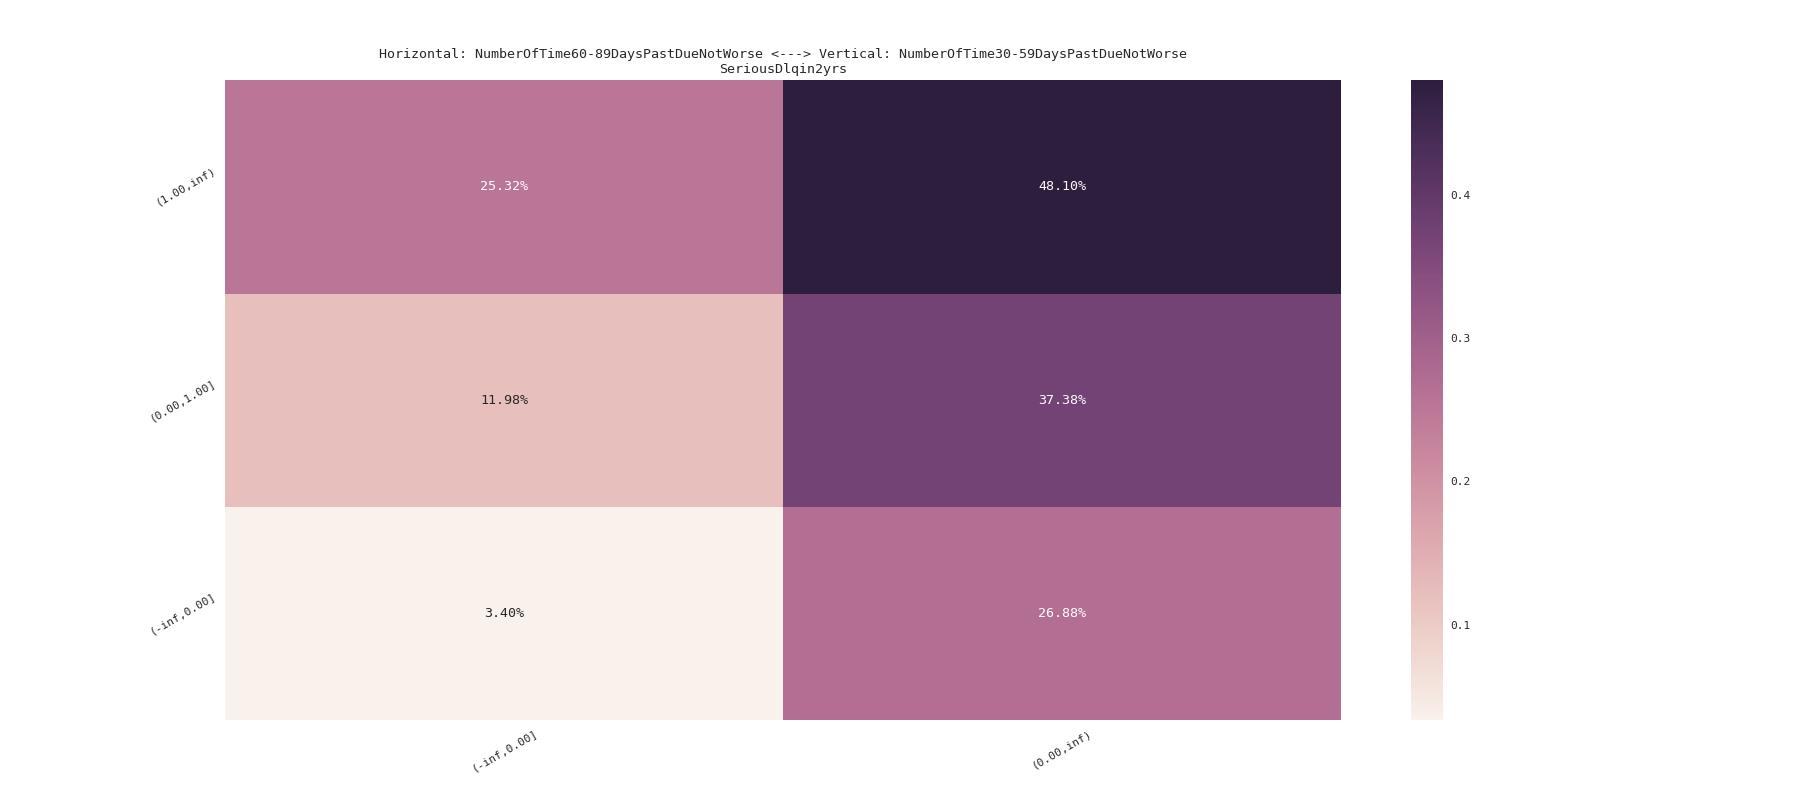 Horizontal: NumberOfTime60-89DaysPastDueNotWorse <---> Vertical: NumberOfTime30-59DaysPastDueNotWorse
SeriousDlqin2yrs
(1.00,inf)
25.32%
48.10%
0.4
0.3
(0.00,1.00]
11.98%
37.38%
0.2
(-inf,0.00]
3.40%
26.88%
0.1
(-inf,0.00]
(0.00,inf)